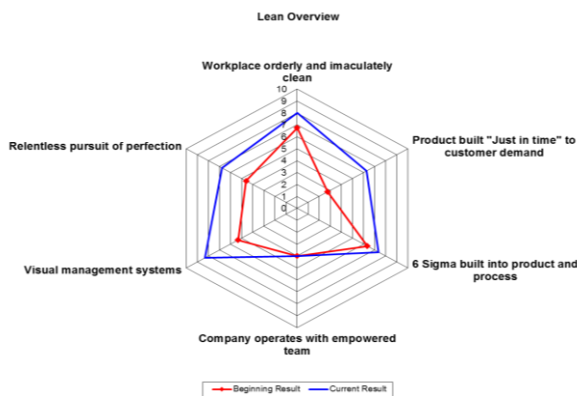 Lean Overview
Workplace orderly and imaculately
clean
10
9
8
7
6
5
4
3
2
1
0
Relentless pursuit of perfection
Product built "Just in time" to
customer demand
Visual management systems
6 Sigma built into product and
process
Company operates with empowered
team
Beginning Result
Current Result